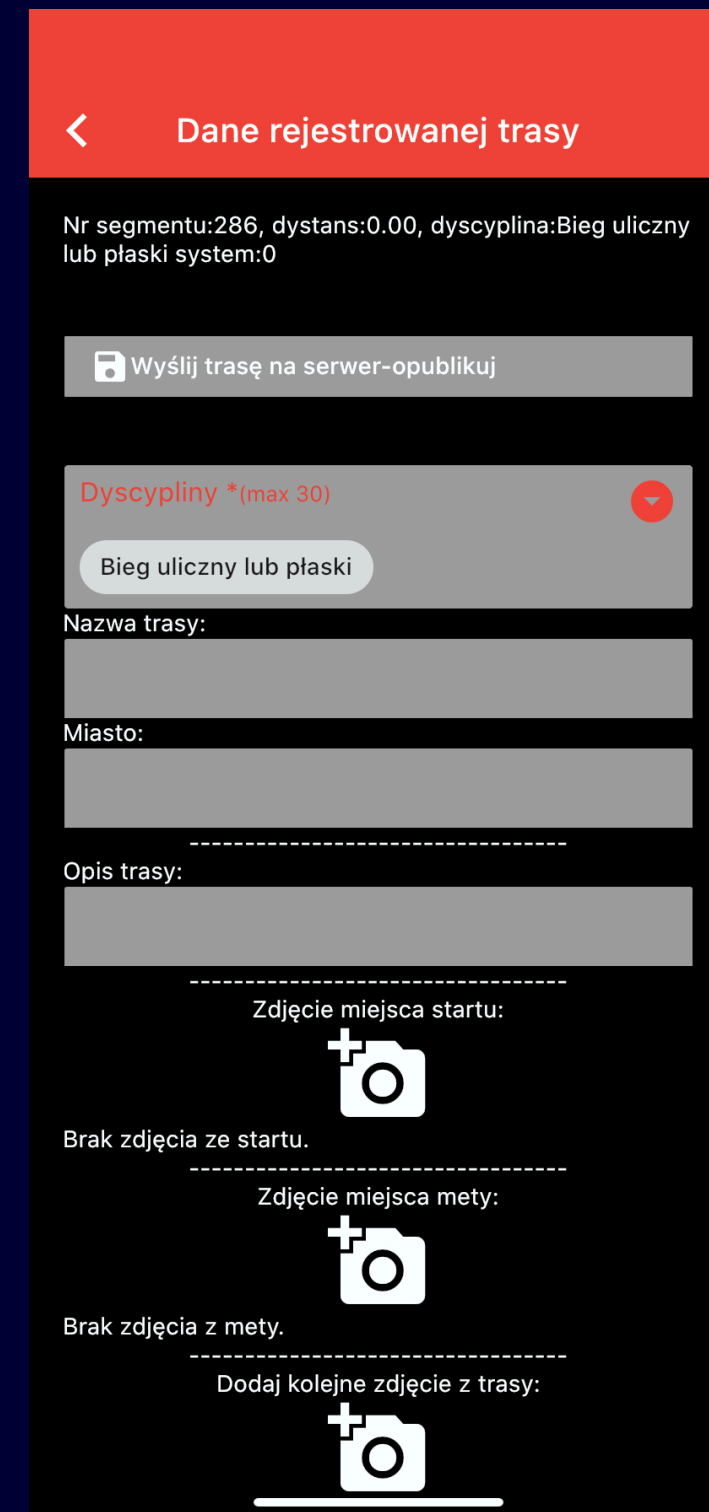 Dane rejestrowanej trasy
Nr segmentu:286, dystans:0.00, dyscyplina:Bieg uliczny
lub płaski system:0
Wyślij trasę na serwer-opublikuj
Dyscypliny *(max 30)
Bieg uliczny lub płaski
Nazwa trasy:
Miasto:
----------------------------------
Opis trasy:
----------------------------------
Zdjęcie miejsca startu:
Brak zdjęcia ze startu.
----------------------------------
Zdjęcie miejsca mety:
Brak zdjęcia z mety.
----------------------------------
Dodaj kolejne zdjęcie z trasy: